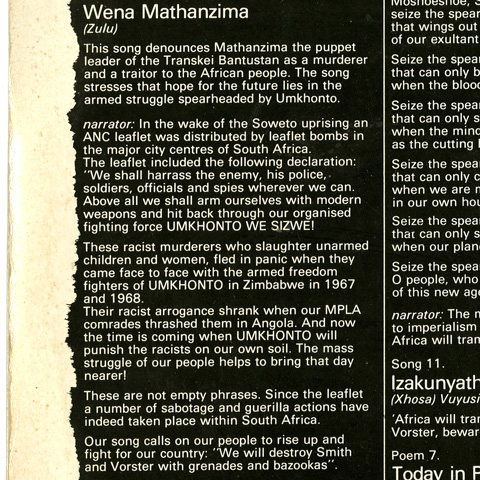 Wena Mathanzima
(Zulu)
This song denounces Mathanzima the puppet
leader of the Transkei Bantustan as a murderer
and a traitor to the African people. The song
stresses that hope for the future lies in the
armed struggle spearheaded by Umkhonto.
narrator: In the wake of the Soweto uprising an
ANC leaflet was distributed by leaflet bombs in
the major city centres of South Africa.
The leaflet included the following declaration:
"We shall harrass the enemy, his police,
soldiers, officials and spies wherever we can.
Above all we shall arm ourselves with modern
weapons and hit back through our organised
fighting force UMKHONTO WE SIZWE!
These racist murderers who slaughter unarmed
children and women, fled in panic when they
came face to face with the armed freedom
fighters of UMKHONTO in Zimbabwe in 1967
and 1968.
Their racist arrogance shrank when our MPLA
comrades thrashed them in Angola. And now
the time is coming when UMKHONTO will
punish the racists on our own soil. The mass
struggle of our people helps to bring that day
nearer!
These are not empty phrases. Since the leaflet
a number of sabotage and guerilla actions have
indeed taken place within South Africa.
Our song calls on our people to rise up and
fight for our country: "We will destroy Smith
and Vorster with grenades and bazookas".
seize the spear
that wings out
of our exultant
Seize the spear
that can only b
when the blood
Seize the spear
that can only s
when the mind
as the cutting
Seize the spear
that can only c
when we are m
in our own hou
Seize the spear
that can only s
when our plan
Seize the spear
O people, who
of this new age
narrator: The m
to imperialism
Africa will tran
Song 11.
Izakunyath
(Xhosa) Vuyusi
'Africa will tran
Vorster, beware
Poem 7.
Today in P